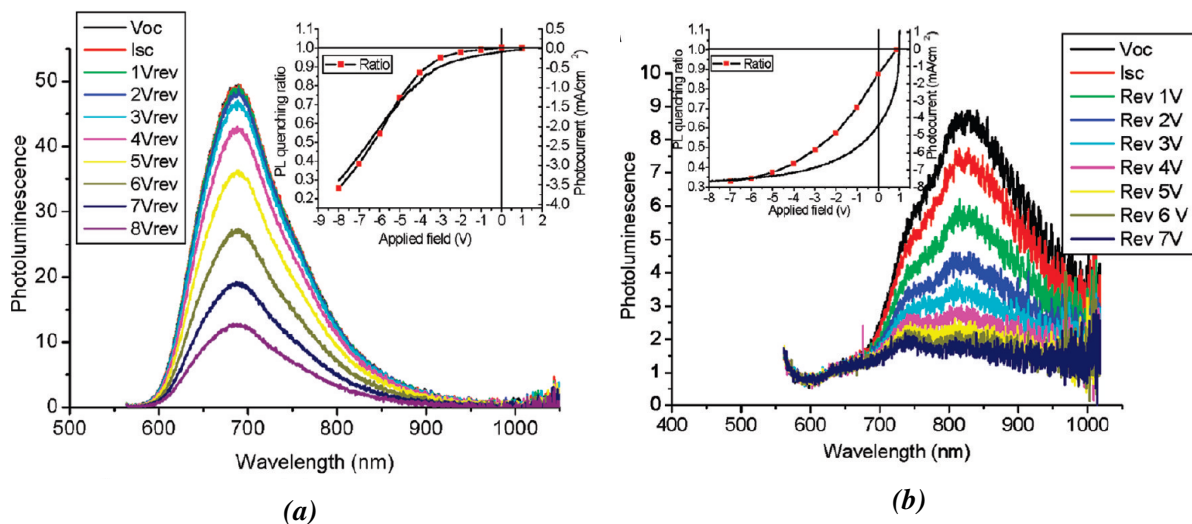 (a)
Voc
Isc
1Vrev
2Vrev
3Vrev
4Vrev
5Vrev
6Vrev
7Vrev
8Vrev
Photoluminescence
50
40
30
20
10
0
500 600 700 800 900 1000
Wavelength (nm)
PL quenching ratio
1.1
1.0
0.9
0.8
0.7
0.6
0.5
0.4
0.3
0.2
Ratio
-9 -8 -7 -6 -5 -4 -3 -2 -1 0 1 2
Applied field (V)
0.5
0.0
-0.5
-1.0
-1.5
-2.0
-2.5
-3.0
-3.5
-4.0
Photocurrent (mA/cm⁻²)
(a)
(b)
Voc
Isc
Rev 1V
Rev 2V
Rev 3V
Rev 4V
Rev 5V
Rev 6 V
Rev 7V
Photoluminescence
10
9
8
7
6
5
4
3
2
1
0
400 500 600 700 800 900 1000
Wavelength (nm)
PL quenching ratio
1.1
1.0
0.9
0.8
0.7
0.6
0.5
0.4
0.3
Ratio
-8 -7 -6 -5 -4 -3 -2 -1 0 1
Applied field (V)
1
0
-1
-2
-3
-4
-5
-6
-7
-8
Photocurrent (mA/cm⁻²)
(b)